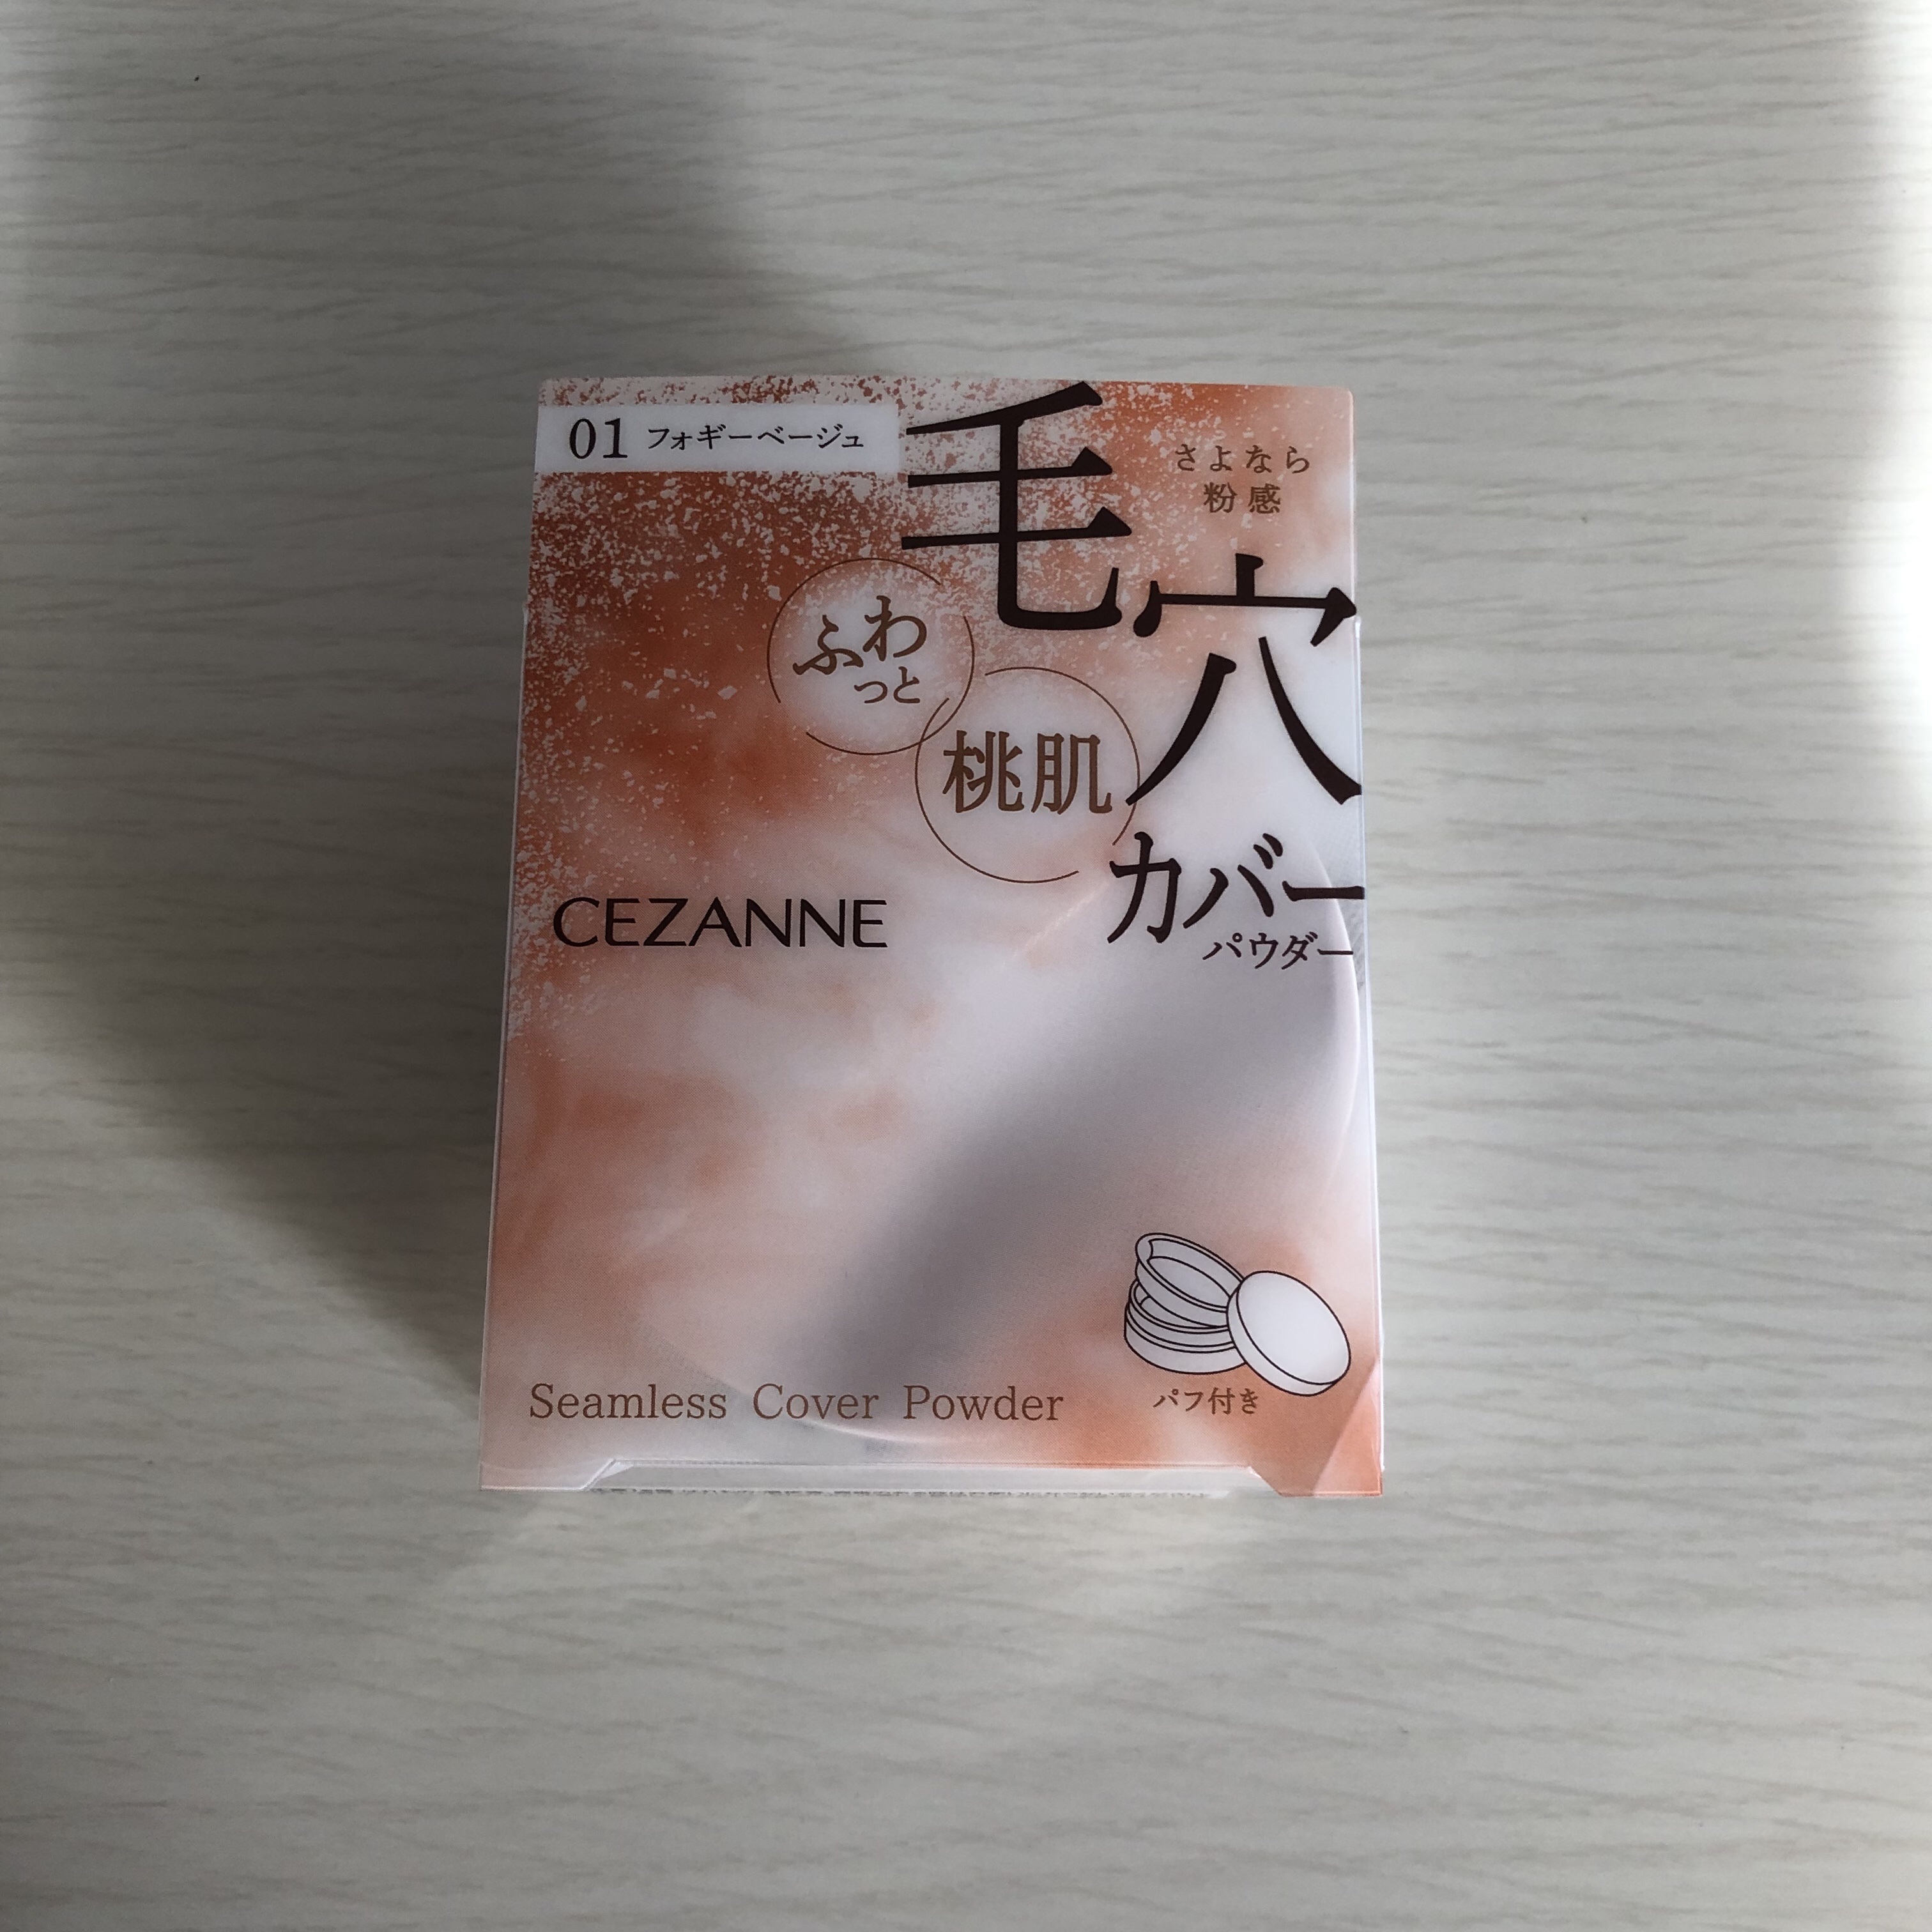 01 フォギーベージュ
さよなら
粉感
毛穴
カバー
パウダー
ふわっと
桃肌
CEZANNE
Seamless Cover Powder
パフ付き